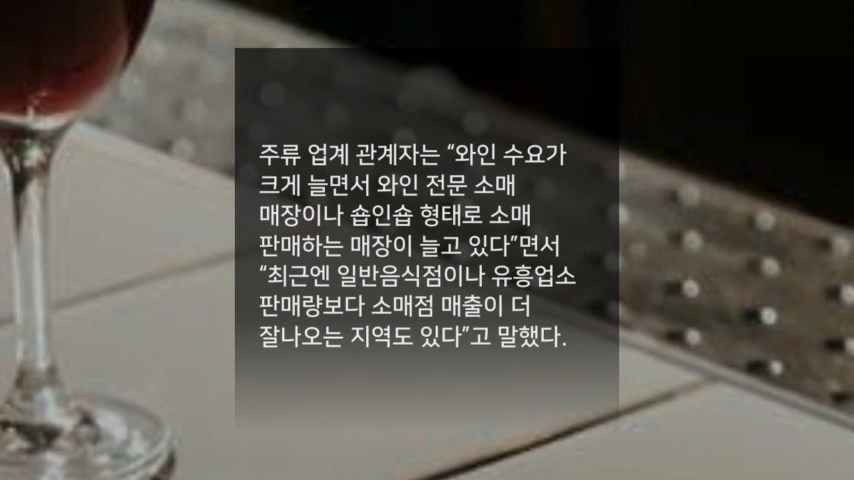 주류 업계 관계자는 “와인 수요가
크게 늘면서 와인 전문 소매
매장이나 숍인숍 형태로 소매
판매하는 매장이 늘고 있다”면서
“최근엔 일반음식점이나 유흥업소
판매량보다 소매점 매출이 더
잘나오는 지역도 있다”고 말했다.